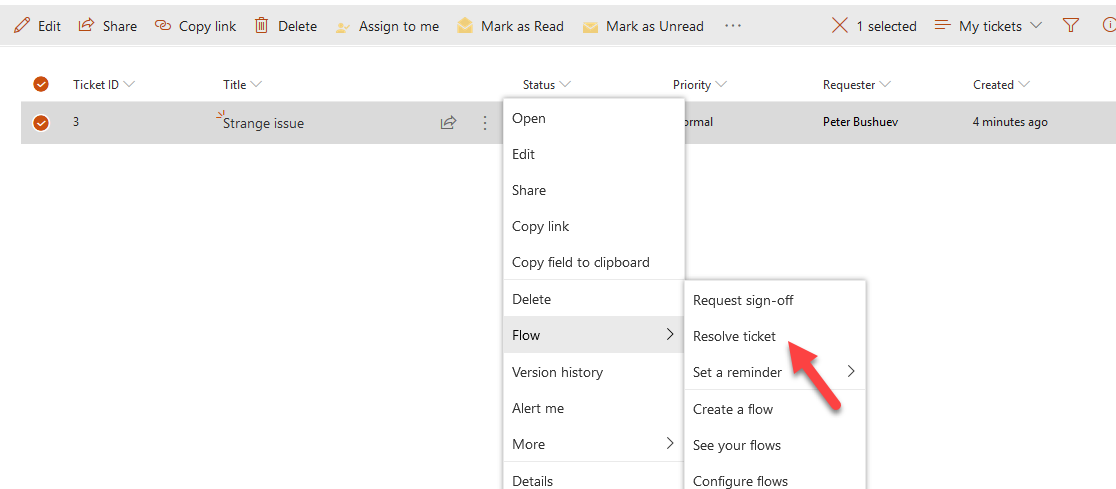 Edit Share Copy link Delete Assign to me Mark as Read Mark as Unread ... 1 selected My tickets
Ticket ID Title Status Priority Requester Created
3 Strange issue ormal Peter Bushuev 4 minutes ago
Open
Edit
Share
Copy link
Copy field to clipboard
Delete
Flow
Version history
Alert me
More
Details
Request sign-off
Resolve ticket
Set a reminder
Create a flow
See your flows
Configure flows